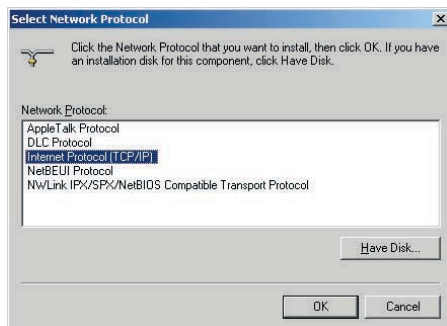 Select Network Protocol
Click the Network Protocol that you want to install, then click OK. If you have
an installation disk for this component, click Have Disk.
Network Protocol:
AppleTalk Protocol
DLC Protocol
Internet Protocol (TCP/IP)
NetBEUI Protocol
NWLink IPX/SPX/NetBIOS Compatible Transport Protocol
Have Disk...
OK
Cancel